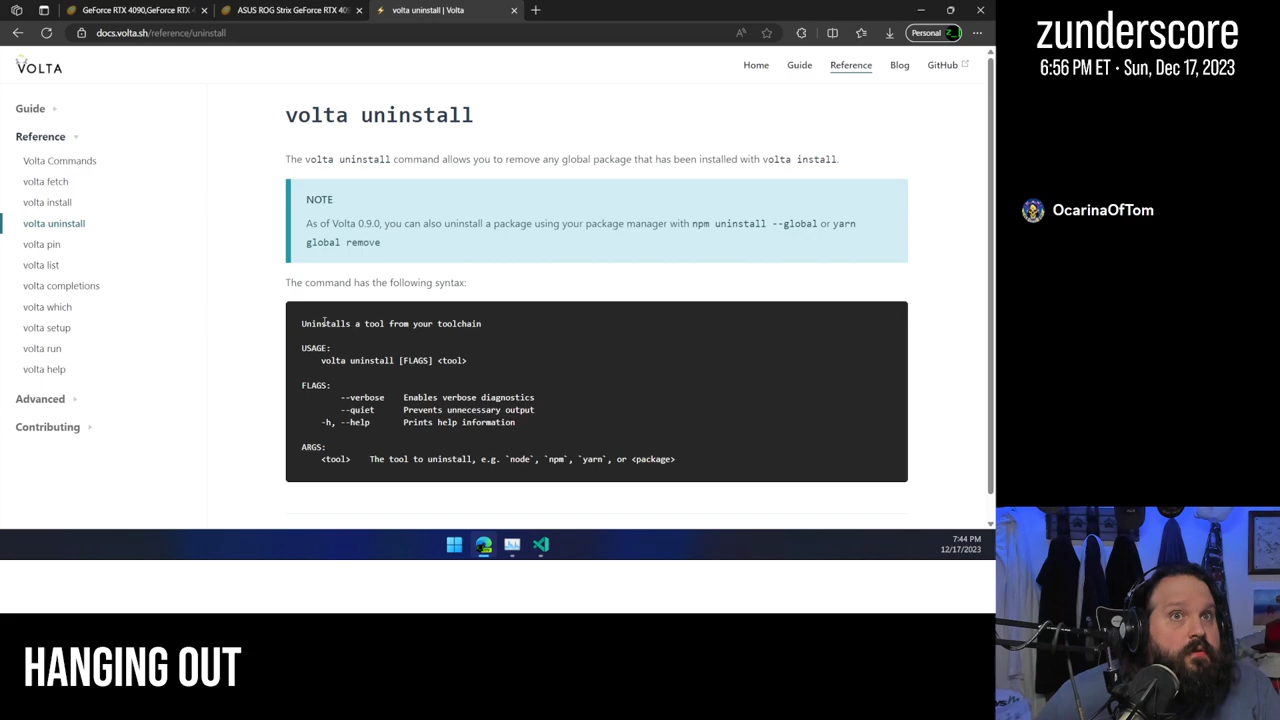 GeForce RTX 4090,GeForce RTX 4
ASUS ROG Strix GeForce RTX 40
volta uninstall | Volta
docs.volta.sh/reference/uninstall
Personal
VOLTA
Home
Guide
Reference
Blog
GitHub
Guide
Reference
Volta Commands
volta fetch
volta install
volta uninstall
volta pin
volta list
volta completions
volta which
volta setup
volta run
volta help
Advanced
Contributing
volta uninstall
The volta uninstall command allows you to remove any global package that has been installed with volta install.
NOTE
As of Volta 0.9.0, you can also uninstall a package using your package manager with npm uninstall --global or yarn
global remove
The command has the following syntax:
Uninstalls a tool from your toolchain
USAGE:
volta uninstall [FLAGS] <tool>
FLAGS:
--verbose Enables verbose diagnostics
--quiet Prevents unnecessary output
-h, --help Prints help information
ARGS:
<tool> The tool to uninstall, e.g. `node`, `npm`, `yarn`, or <package>
7:44 PM
12/17/2023
zunderscore
6:56 PM ET • Sun, Dec 17, 2023
OcarinaOfTom
HANGING OUT